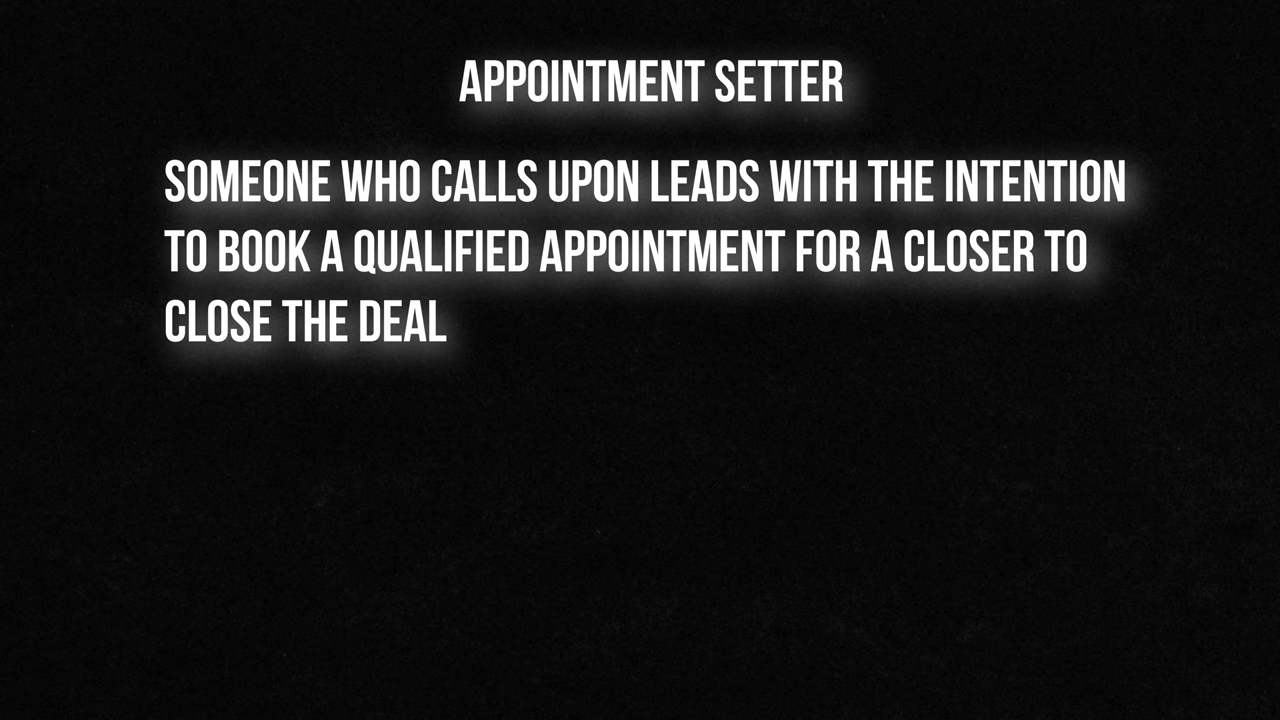 APPOINTMENT SETTER
SOMEONE WHO CALLS UPON LEADS WITH THE INTENTION
TO BOOK A QUALIFIED APPOINTMENT FOR A CLOSER TO
CLOSE THE DEAL